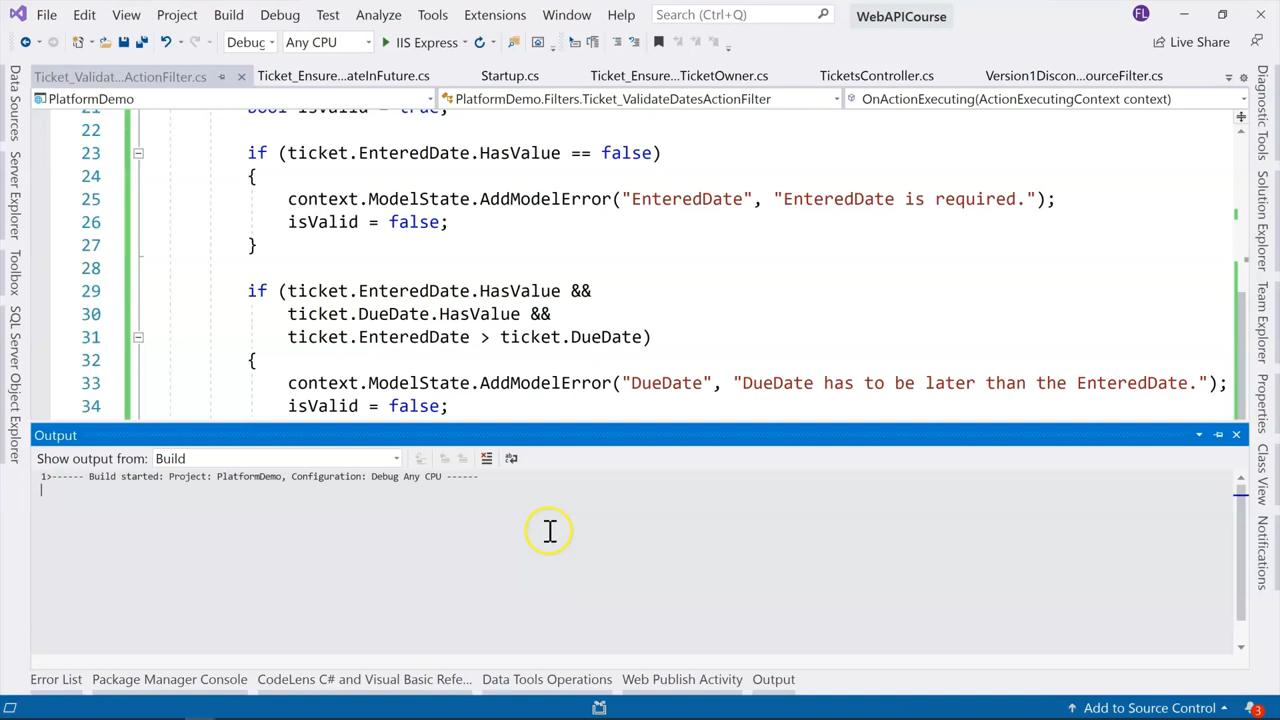 File Edit View Project Build Debug Test Analyze Tools Extensions Window Help Search (Ctrl+Q) WebAPICourse FL
Debug Any CPU IIS Express Live Share
Ticket_Validat...ActionFilter.cs Ticket_Ensure...ateInFuture.cs Startup.cs Ticket_Ensure...TicketOwner.cs TicketsController.cs Version1Discon...ourceFilter.cs
PlatformDemo PlatformDemo.Filters.Ticket_ValidateDatesActionFilter OnActionExecuting(ActionExecutingContext context)
21 bool isValid = true;
22
23 if (ticket.EnteredDate.HasValue == false)
24 {
25 context.ModelState.AddModelError("EnteredDate", "EnteredDate is required.");
26 isValid = false;
27 }
28
29 if (ticket.EnteredDate.HasValue &&
30 ticket.DueDate.HasValue &&
31 ticket.EnteredDate > ticket.DueDate)
32 {
33 context.ModelState.AddModelError("DueDate", "DueDate has to be later than the EnteredDate.");
34 isValid = false;
Output
Show output from: Build
1>------ Build started: Project: PlatformDemo, Configuration: Debug Any CPU ------
Error List Package Manager Console CodeLens C# and Visual Basic Refe... Data Tools Operations Web Publish Activity Output
Add to Source Control 3
Data Sources
Server Explorer
Toolbox
SQL Server Object Explorer
Diagnostic Tools
Solution Explorer
Team Explorer
Properties
Class View
Notifications